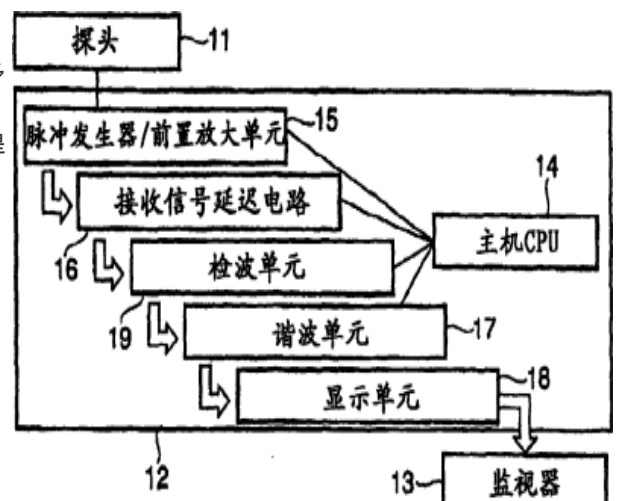 探头
11
脉冲发生器/前置放大单元
15
接收信号延迟电路
14
主机CPU
16
检波单元
19
谐波单元
17
显示单元
18
12
13
监视器